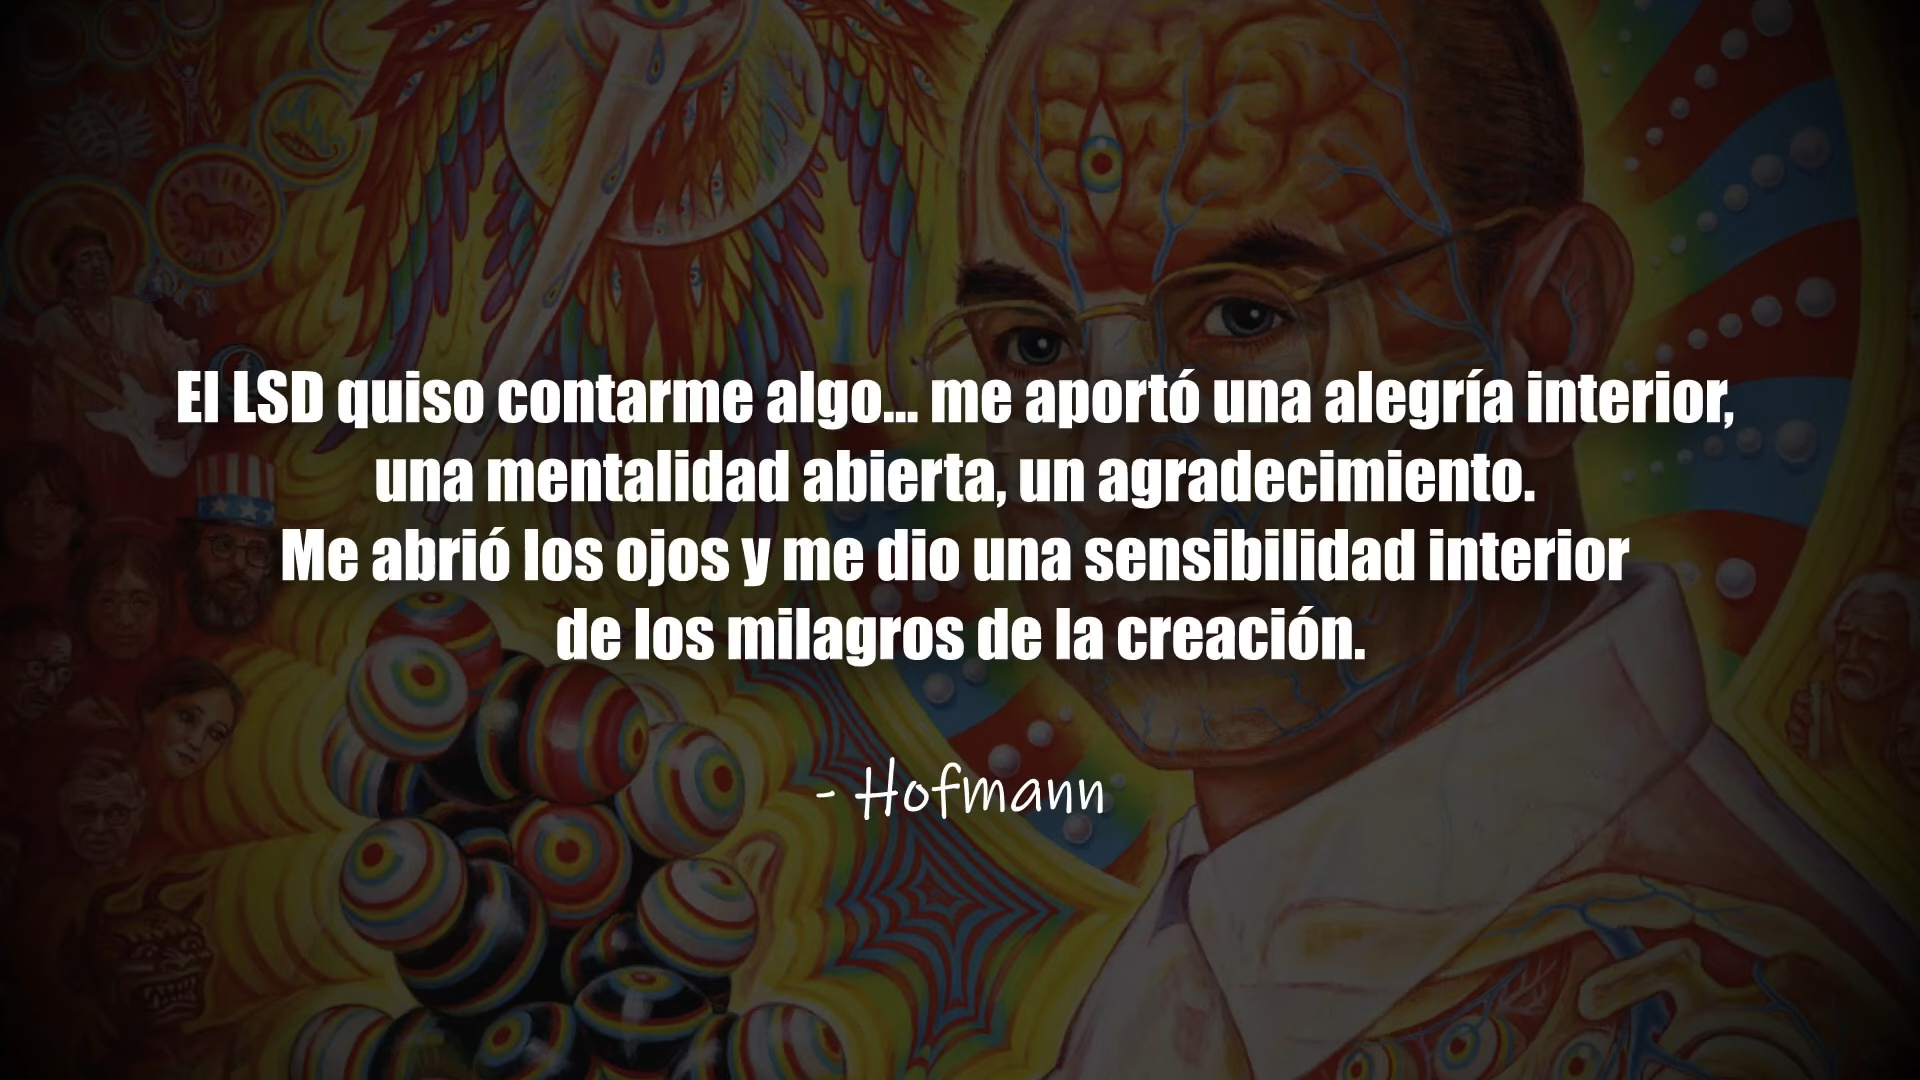 El LSD quiso contarme algo... me aportó una alegría interior,
una mentalidad abierta, un agradecimiento.
Me abrió los ojos y me dio una sensibilidad interior
de los milagros de la creación.
- Hofmann